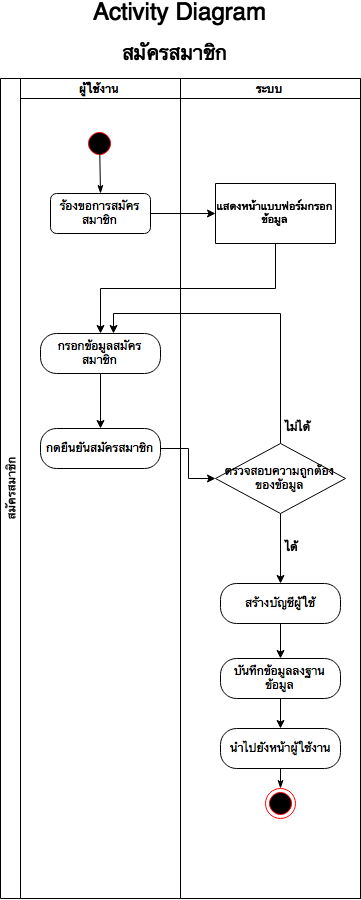 Activity Diagram
สมัครสมาชิก
ผู้ใช้งาน
ระบบ
ร้องขอการสมัคร
สมาชิก
แสดงหน้าแบบฟอร์มกรอก
ข้อมูล
กรอกข้อมูลสมัคร
สมาชิก
กดยืนยันสมัครสมาชิก
ไม่ได้
ตรวจสอบความถูกต้อง
ของข้อมูล
สมัครสมาชิก
ได้
สร้างบัญชีผู้ใช้
บันทึกข้อมูลลงฐาน
ข้อมูล
นำไปยังหน้าผู้ใช้งาน